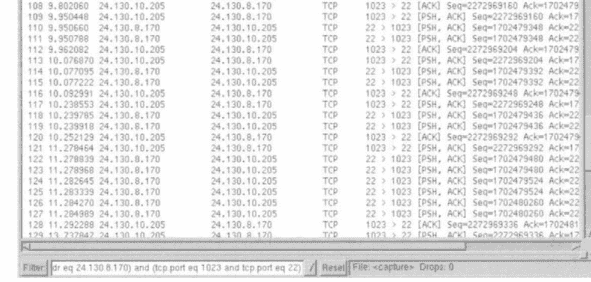 108 9.802060 24.130.10.205 24.130.8.170 TCP 1023 > 22 [ACK] Seq=2272969160 Ack=1702479
109 9.950448 24.130.10.205 24.130.8.170 TCP 1023 > 22 [PSH, ACK] Seq=2272969160 Ack=17
110 9.950660 24.130.8.170 24.130.10.205 TCP 22 > 1023 [PSH, ACK] Seq=1702479348 Ack=22
111 9.950788 24.130.8.170 24.130.10.205 TCP 22 > 1023 [PSH, ACK] Seq=1702479348 Ack=22
112 9.962082 24.130.10.205 24.130.8.170 TCP 1023 > 22 [ACK] Seq=2272969204 Ack=1702479
113 10.076870 24.130.10.205 24.130.8.170 TCP 1023 > 22 [PSH, ACK] Seq=2272969204 Ack=17
114 10.077095 24.130.8.170 24.130.10.205 TCP 22 > 1023 [PSH, ACK] Seq=1702479392 Ack=22
115 10.077222 24.130.8.170 24.130.10.205 TCP 22 > 1023 [PSH, ACK] Seq=1702479392 Ack=22
116 10.092991 24.130.10.205 24.130.8.170 TCP 1023 > 22 [ACK] Seq=2272969248 Ack=1702479
117 10.238553 24.130.10.205 24.130.8.170 TCP 1023 > 22 [PSH, ACK] Seq=2272969248 Ack=17
118 10.239785 24.130.8.170 24.130.10.205 TCP 22 > 1023 [PSH, ACK] Seq=1702479436 Ack=22
119 10.239918 24.130.8.170 24.130.10.205 TCP 22 > 1023 [PSH, ACK] Seq=1702479436 Ack=22
120 10.252129 24.130.10.205 24.130.8.170 TCP 1023 > 22 [ACK] Seq=2272969292 Ack=1702479
121 11.278464 24.130.10.205 24.130.8.170 TCP 1023 > 22 [PSH, ACK] Seq=2272969292 Ack=17
122 11.278839 24.130.8.170 24.130.10.205 TCP 22 > 1023 [PSH, ACK] Seq=1702479480 Ack=22
123 11.278968 24.130.8.170 24.130.10.205 TCP 22 > 1023 [PSH, ACK] Seq=1702479480 Ack=22
124 11.282645 24.130.8.170 24.130.10.205 TCP 22 > 1023 [PSH, ACK] Seq=1702479524 Ack=22
125 11.283339 24.130.8.170 24.130.10.205 TCP 22 > 1023 [PSH, ACK] Seq=1702479524 Ack=22
126 11.284270 24.130.8.170 24.130.10.205 TCP 22 > 1023 [PSH, ACK] Seq=1702480260 Ack=22
127 11.284989 24.130.8.170 24.130.10.205 TCP 22 > 1023 [PSH, ACK] Seq=1702480260 Ack=22
128 11.292288 24.130.10.205 24.130.8.170 TCP 1023 > 22 [ACK] Seq=2272969336 Ack=1702481
24.130.10.205 24.130.8.170 TCP 1023 > 22 [PSH, ACK] Seq=2272969336 Ack=17
Filter: dr eq 24.130.8.170) and (tcp.port eq 1023 and tcp.port eq 22) / Reset File: <capture> Drops: 0